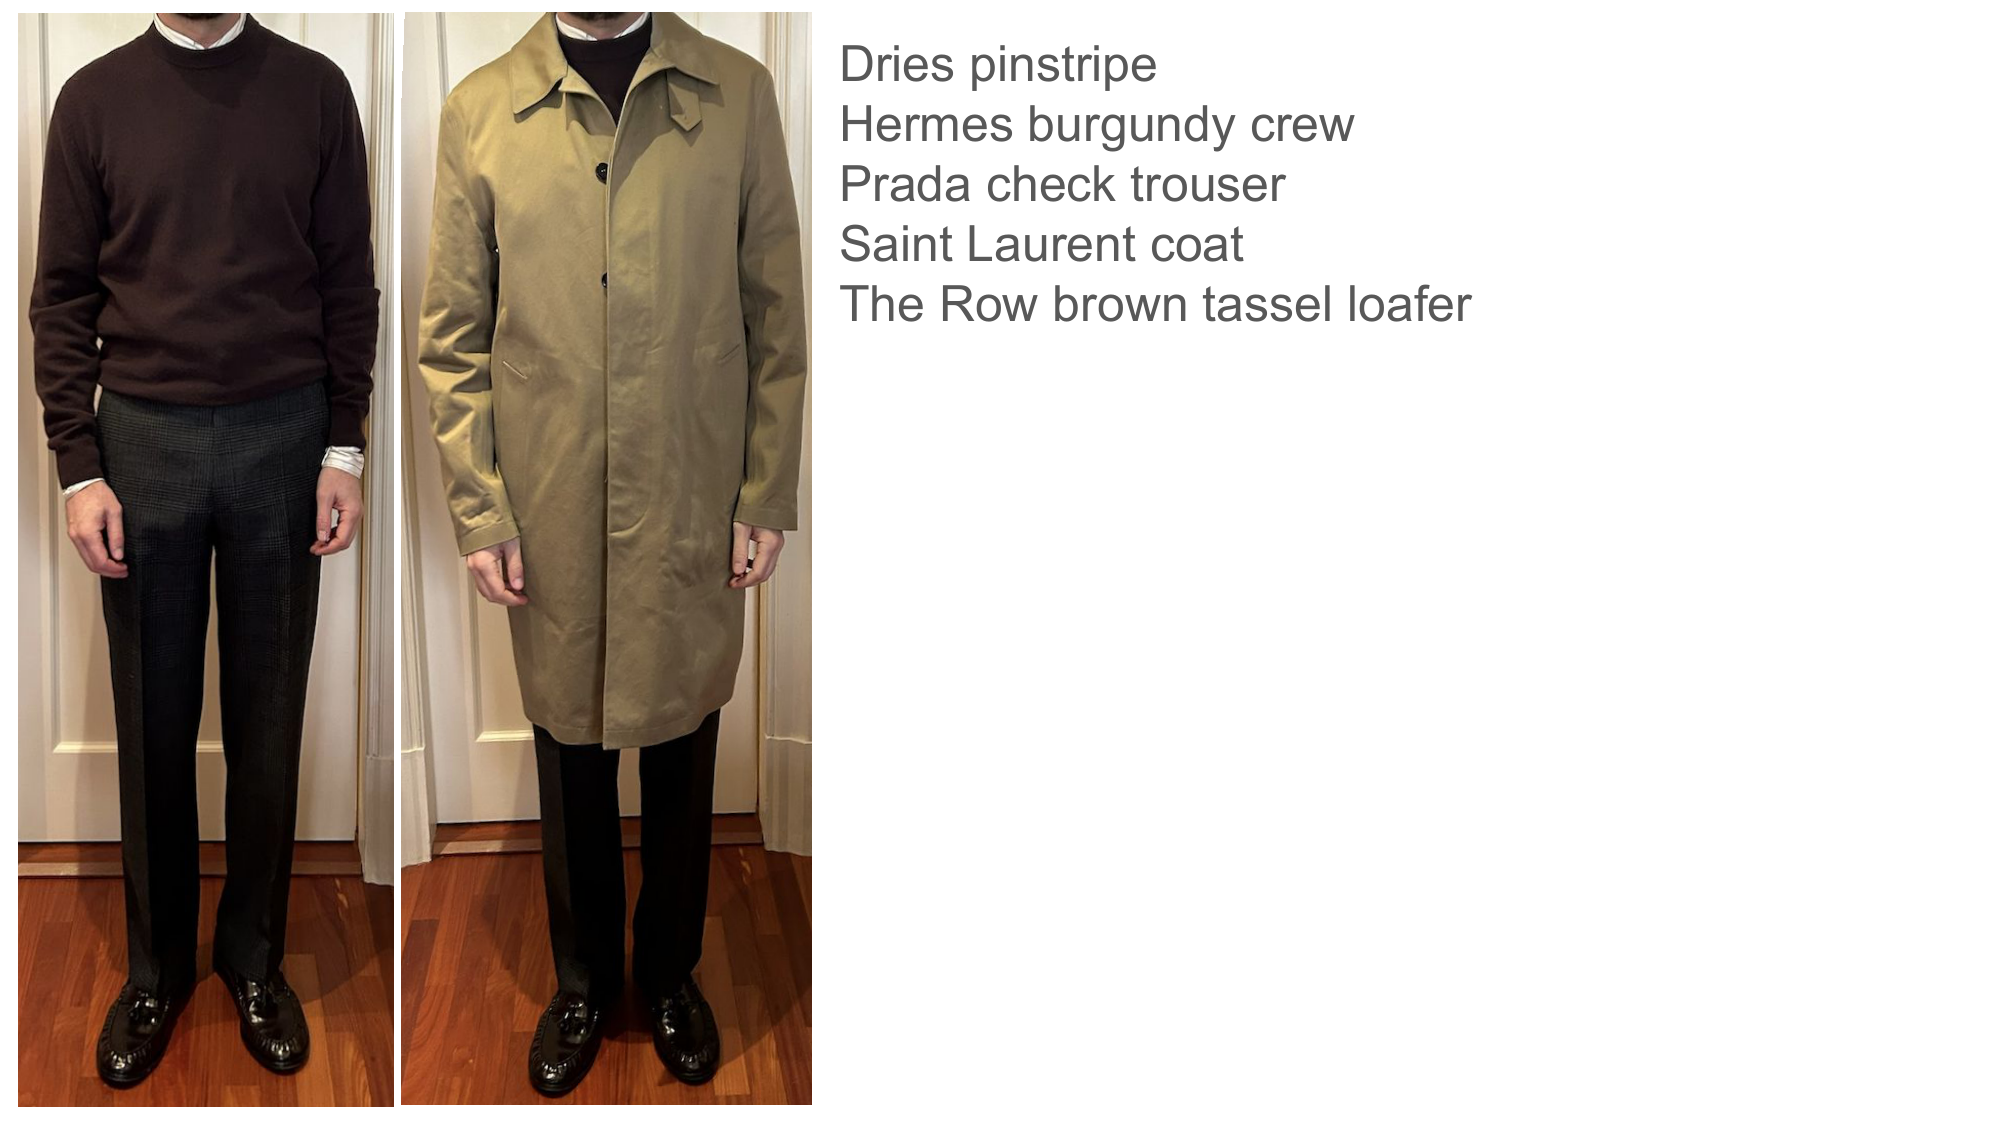 Dries pinstripe
Hermes burgundy crew
Prada check trouser
Saint Laurent coat
The Row brown tassel loafer